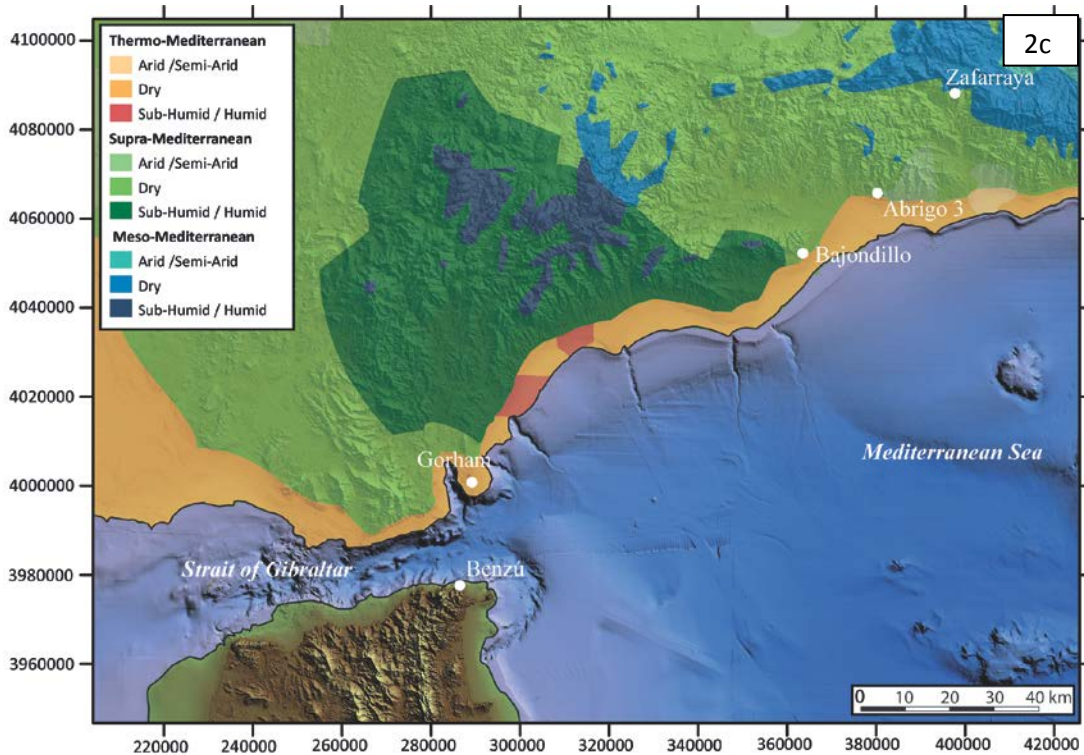 2c
Thermo-Mediterranean
Arid /Semi-Arid
Dry
Sub-Humid / Humid
Supra-Mediterranean
Arid /Semi-Arid
Dry
Sub-Humid / Humid
Meso-Mediterranean
Arid /Semi-Arid
Dry
Sub-Humid / Humid
Zafarraya
Abrigo 3
Bajondillo
Gorham
Mediterranean Sea
Strait of Gibraltar
Benzú
0 10 20 30 40 km
4100000
4080000
4060000
4040000
4020000
4000000
3980000
3960000
220000 240000 260000 280000 300000 320000 340000 360000 380000 400000 420000